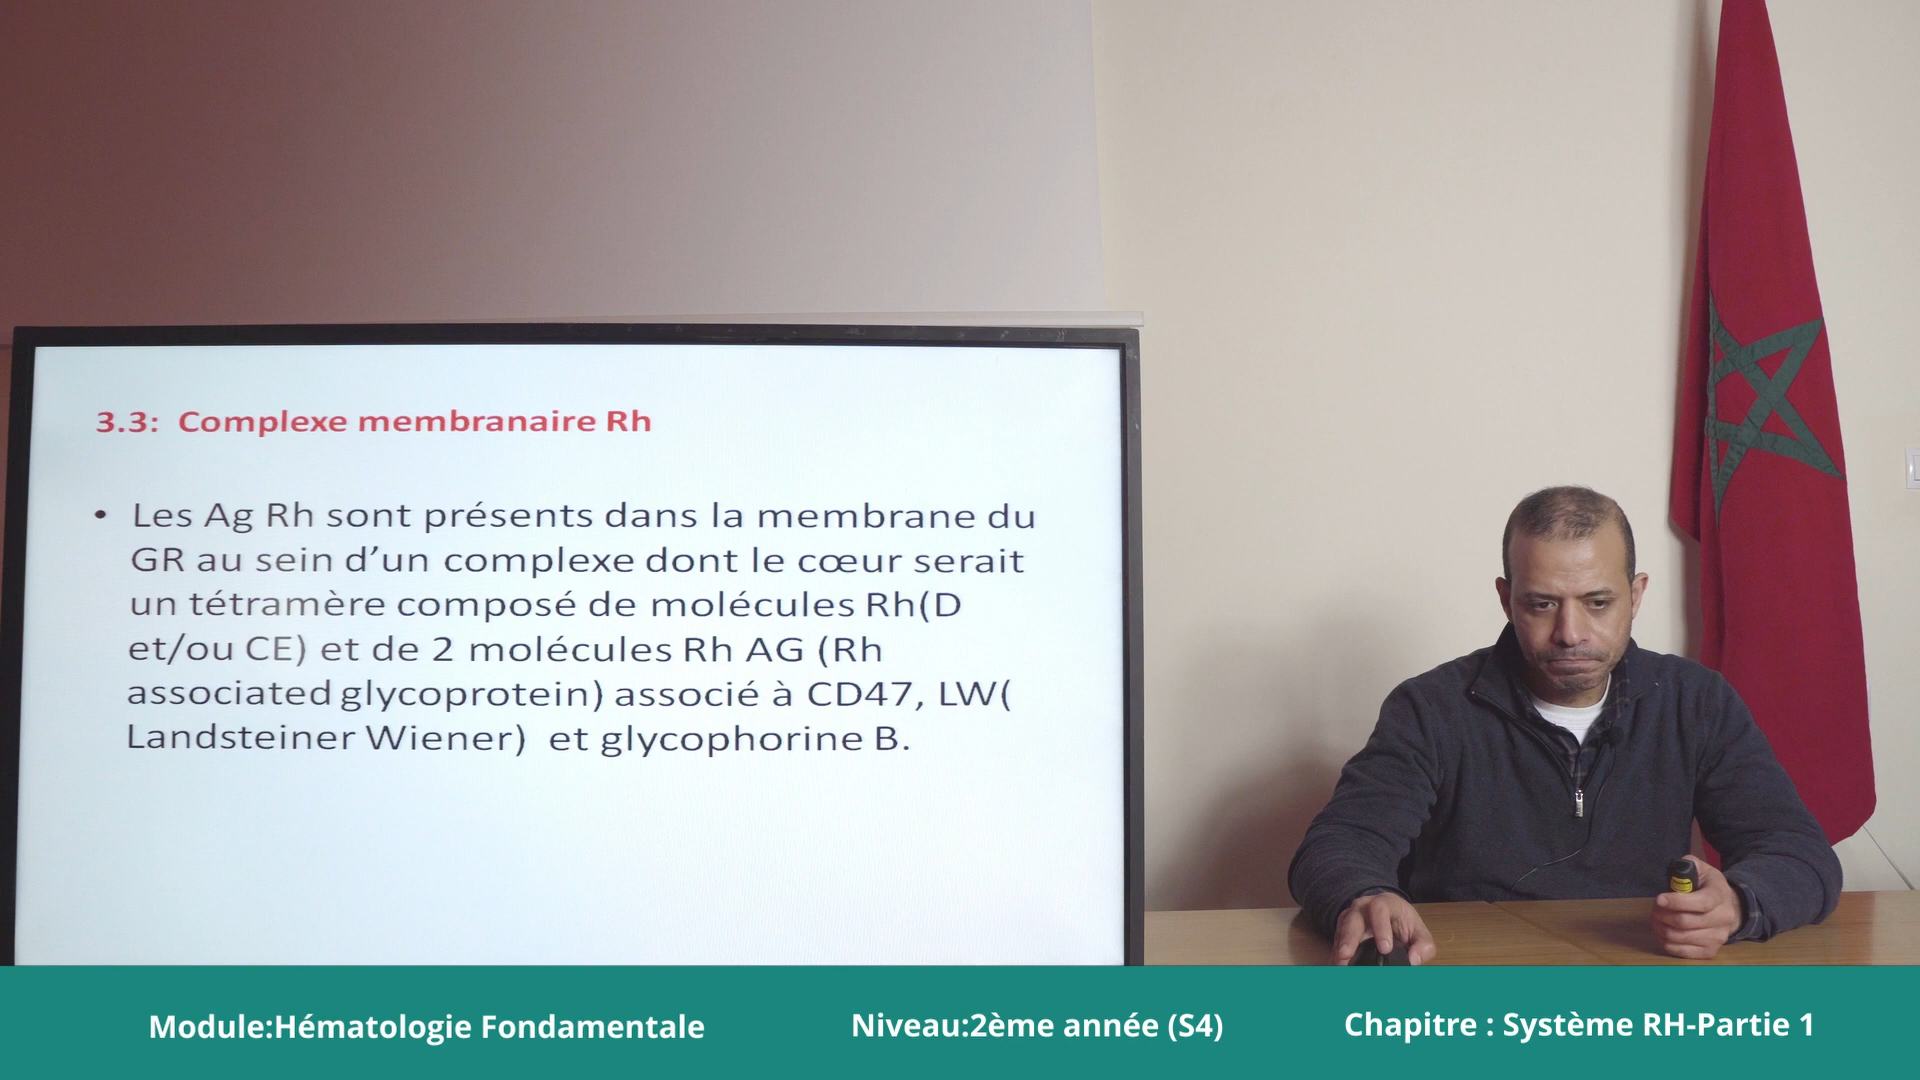 3.3: Complexe membranaire Rh
• Les Ag Rh sont présents dans la membrane du
GR au sein d’un complexe dont le cœur serait
un tétramère composé de molécules Rh(D
et/ou CE) et de 2 molécules Rh AG (Rh
associated glycoprotein) associé à CD47, LW(
Landsteiner Wiener) et glycophorine B.
Module:Hématologie Fondamentale
Niveau:2ème année (S4)
Chapitre : Système RH-Partie 1